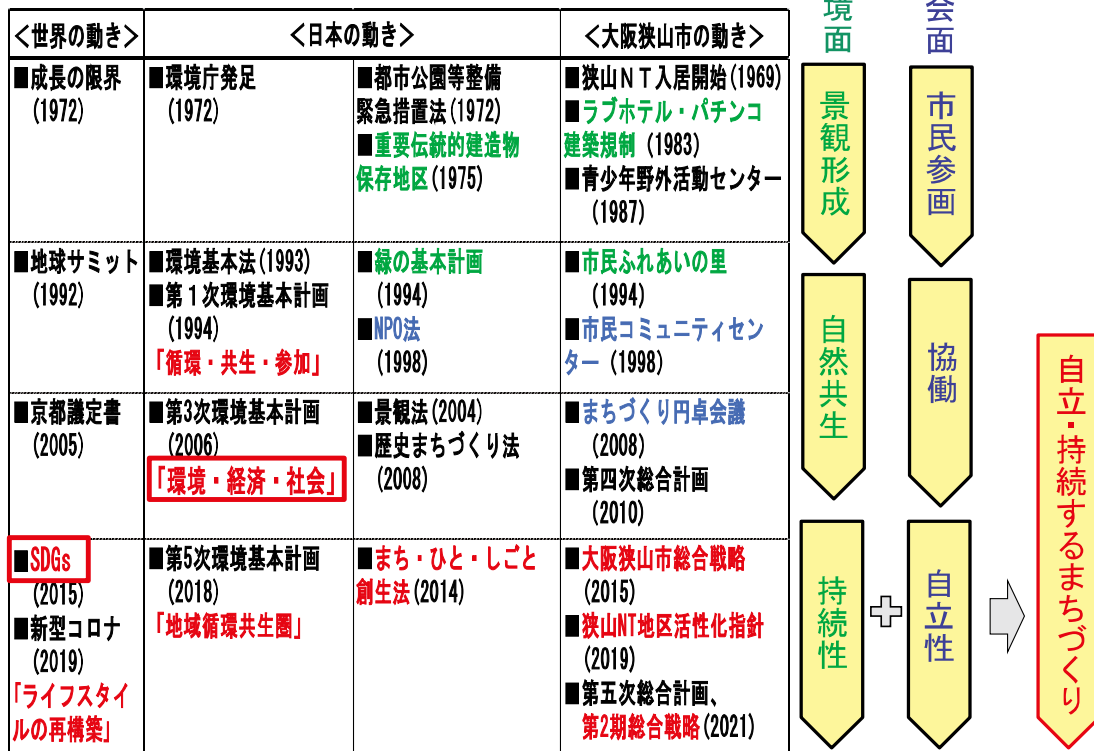 <世界の動き>
<日本の動き>
<大阪狭山市の動き>
■成長の限界
(1972)
■環境庁発足
(1972)
■都市公園等整備
緊急措置法(1972)
■重要伝統的建造物
保存地区(1975)
■狭山ＮＴ入居開始(1969)
■ラブホテル・パチンコ
建築規制 (1983)
■青少年野外活動センター
(1987)
■地球サミット
(1992)
■環境基本法(1993)
■第１次環境基本計画
(1994)
「循環・共生・参加」
■緑の基本計画
(1994)
■NPO法
(1998)
■市民ふれあいの里
(1994)
■市民コミュニティセン
ター (1998)
■京都議定書
(2005)
■第3次環境基本計画
(2006)
「環境・経済・社会」
■景観法(2004)
■歴史まちづくり法
(2008)
■まちづくり円卓会議
(2008)
■第四次総合計画
(2010)
■SDGs
(2015)
■新型コロナ
(2019)
「ライフスタイ
ルの再構築」
■第5次環境基本計画
(2018)
「地域循環共生圏」
■まち・ひと・しごと
創生法(2014)
■大阪狭山市総合戦略
(2015)
■狭山NT地区活性化指針
(2019)
■第五次総合計画、
第2期総合戦略(2021)
境面
景観形成
自然共生
持続性
会面
市民参画
協働
自立性
自立・持続するまちづくり